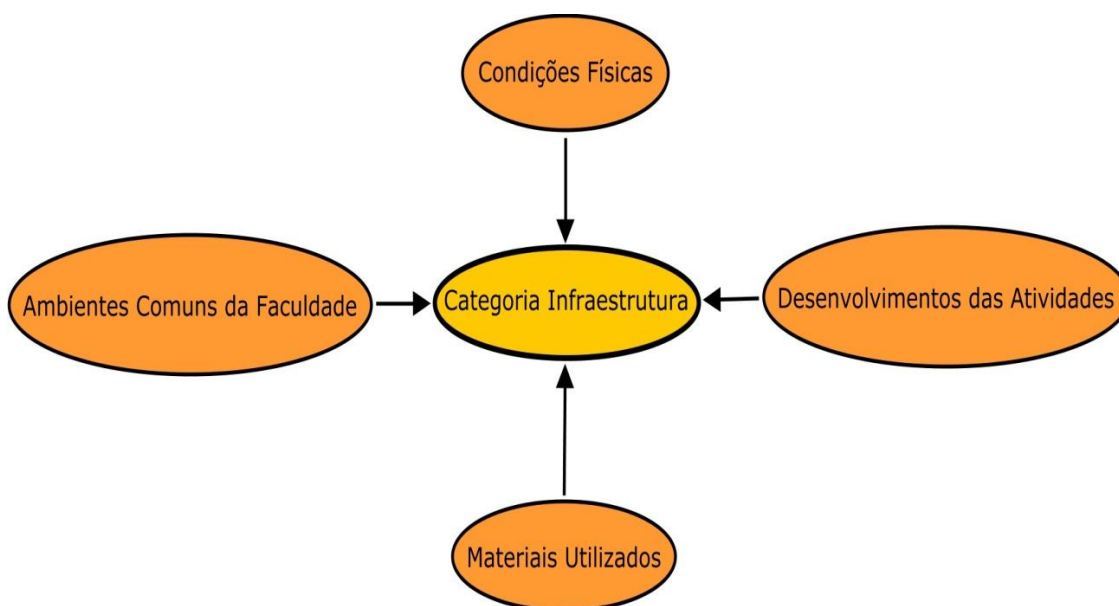 Condições Físicas
Ambientes Comuns da Faculdade
Categoria Infraestrutura
Desenvolvimentos das Atividades
Materiais Utilizados